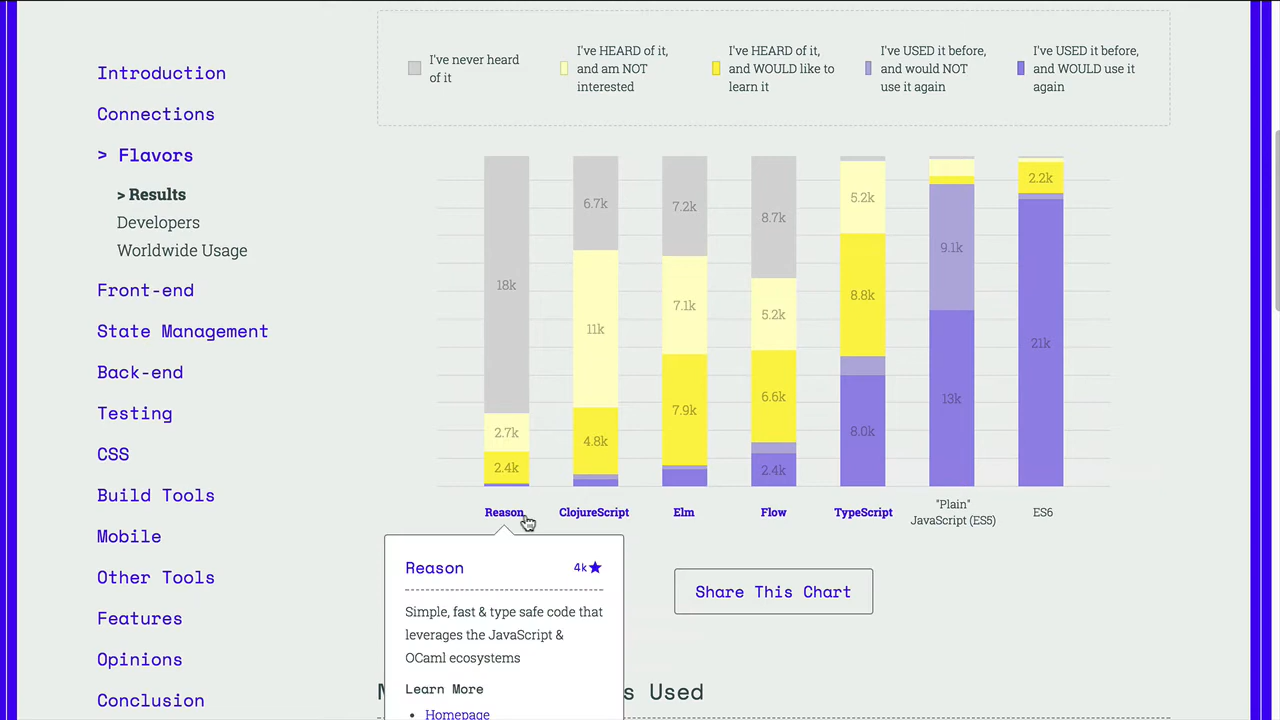 Introduction
Connections
> Flavors
> Results
Developers
Worldwide Usage
Front-end
State Management
Back-end
Testing
CSS
Build Tools
Mobile
Other Tools
Features
Opinions
Conclusion
I've never heard
of it
I've HEARD of it,
and am NOT
interested
I've HEARD of it,
and WOULD like to
learn it
I've USED it before,
and would NOT
use it again
I've USED it before,
and WOULD use it
again
18k
2.7k
2.4k
6.7k
11k
4.8k
7.2k
7.1k
7.9k
8.7k
5.2k
6.6k
2.4k
5.2k
8.8k
8.0k
9.1k
13k
2.2k
21k
Reason
ClojureScript
Elm
Flow
TypeScript
"Plain"
JavaScript (ES5)
ES6
Reason 4k★
Simple, fast & type safe code that
leverages the JavaScript &
OCaml ecosystems
Learn More
• Homepage
Share This Chart
Used